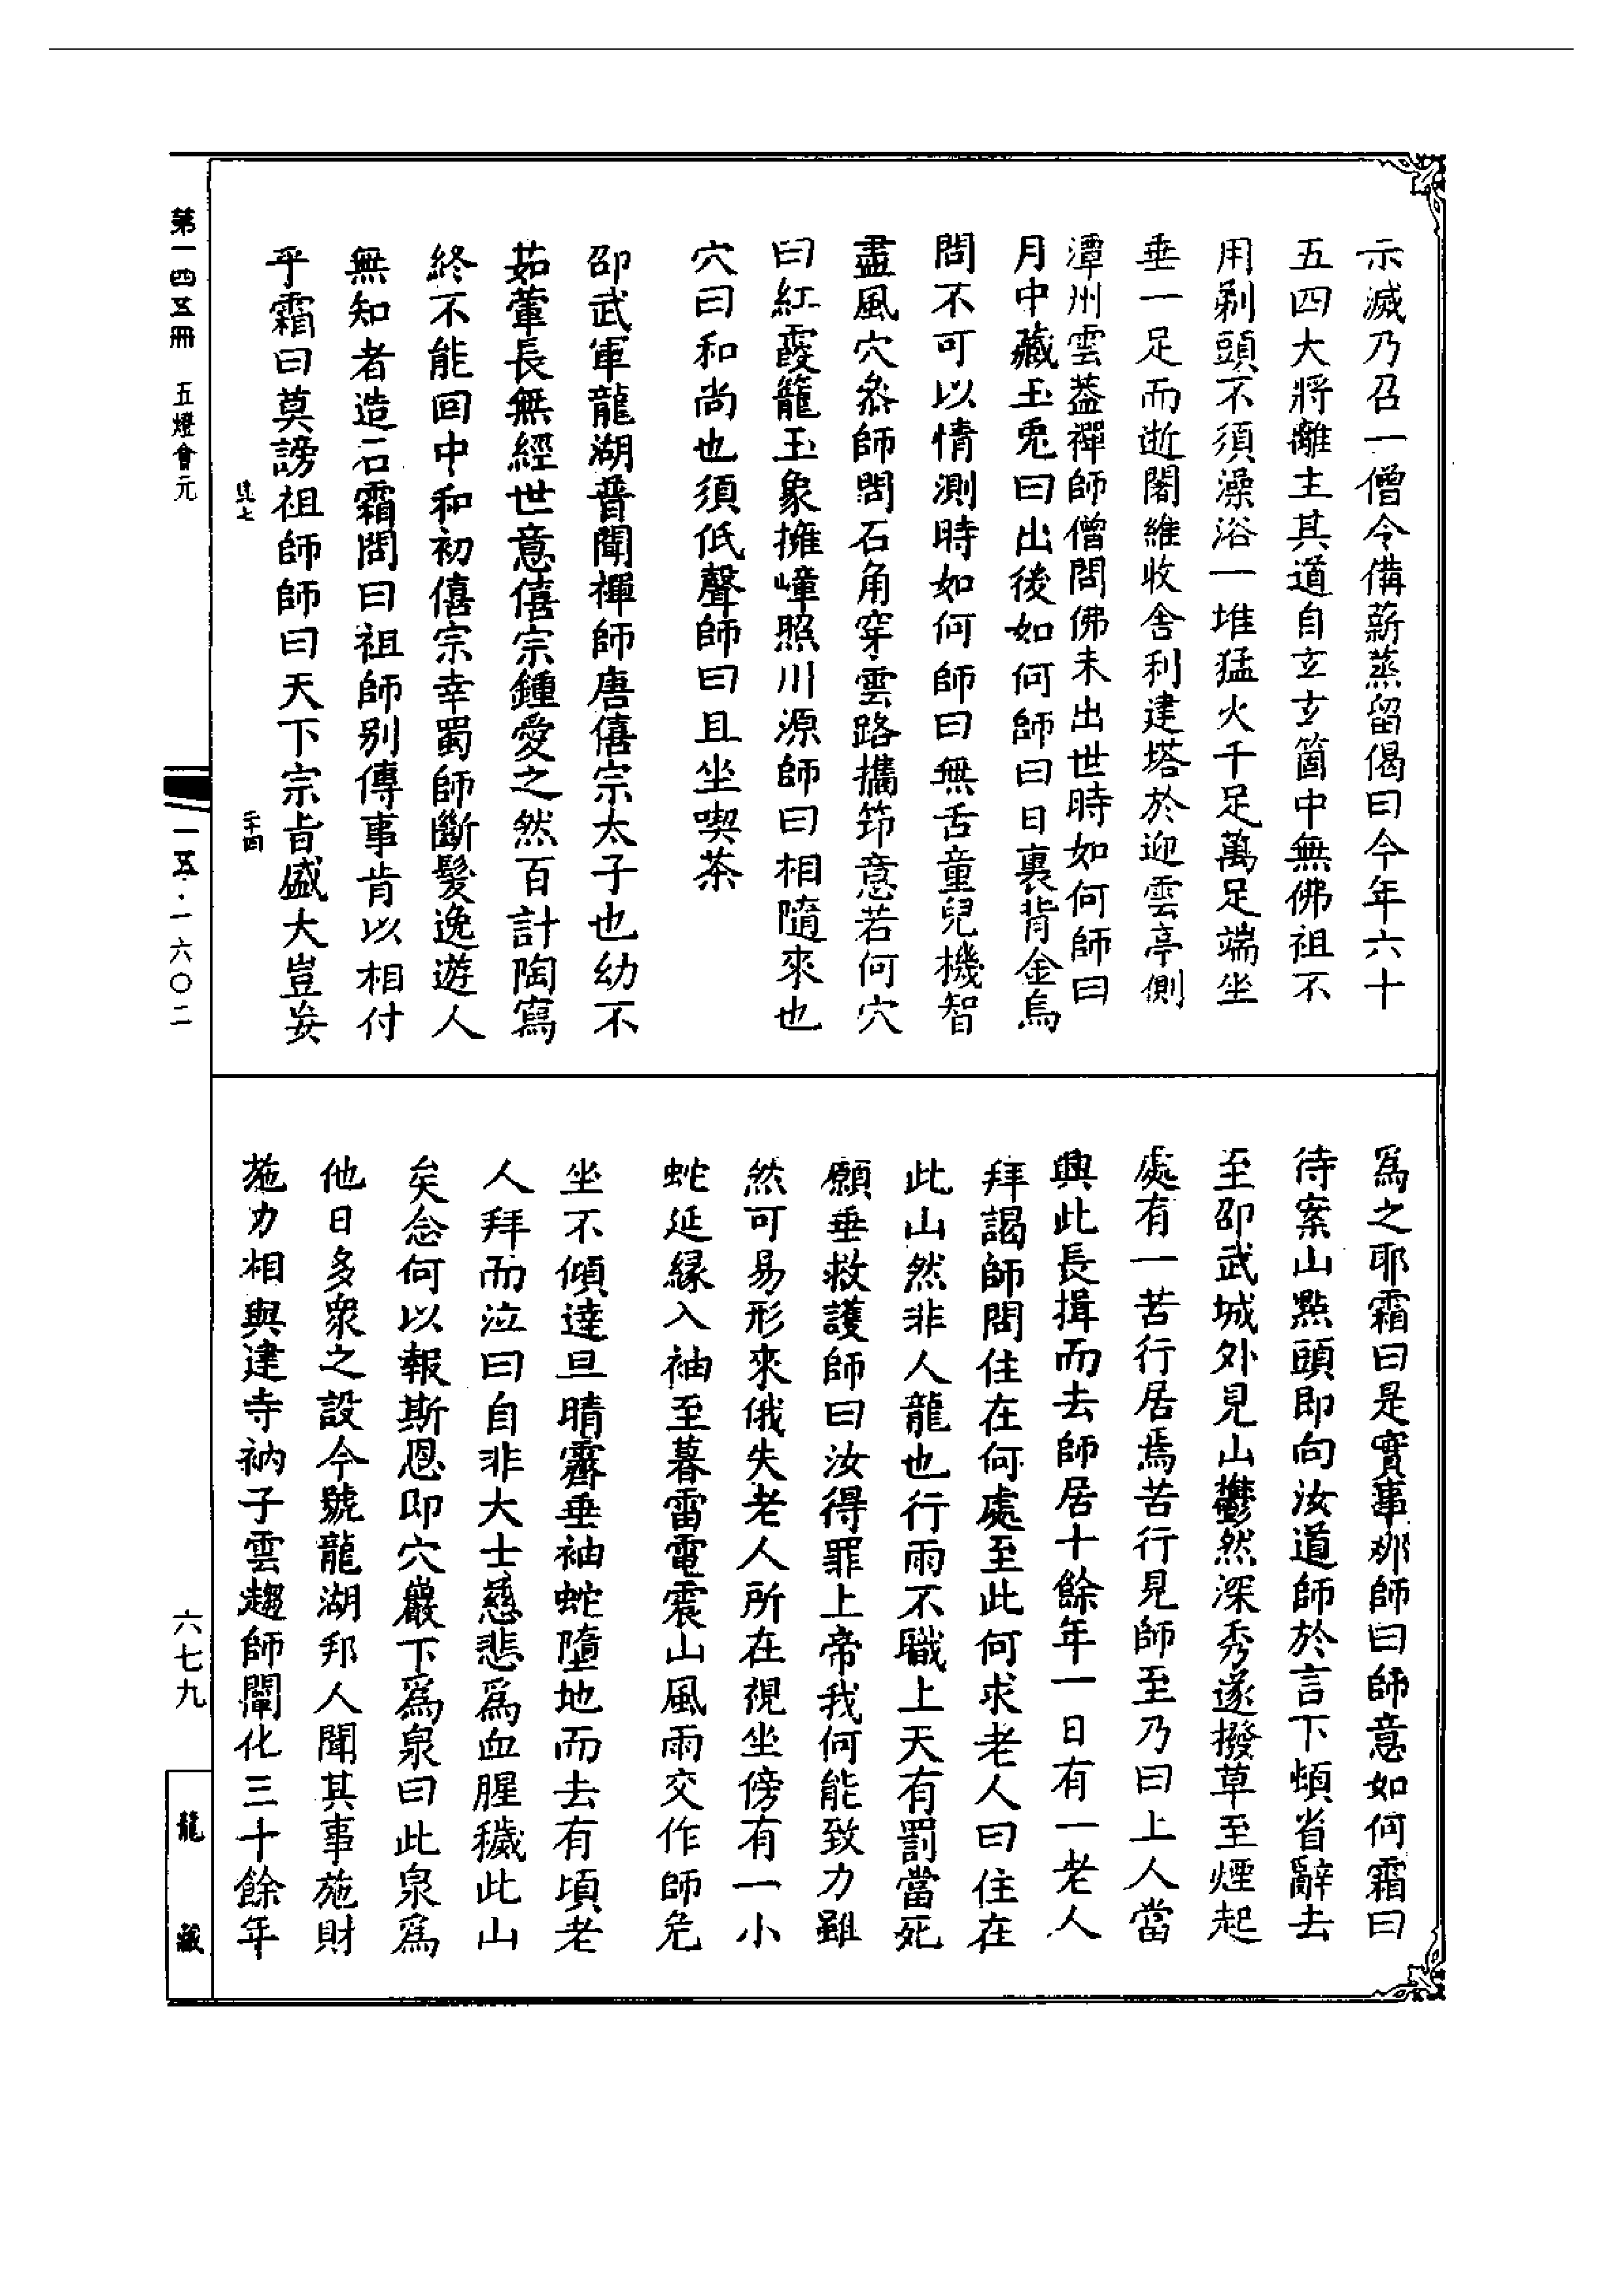 示滅乃召一僧令備薪蒸留偈曰今年六十
五四大將離主其道自玄玄箇中無佛祖不
用剃頭不須澡浴一堆猛火千足萬足端坐
垂一足而逝闍維收舍利建塔於迎雲亭側
潭州雲葢禪師僧問佛未出世時如何師曰
月中藏玉兎曰出後如何師曰日裏背金烏
問不可以情測時如何師曰無舌童兒機智
盡風穴叅師問石角穿雲路攜筇意若何穴
曰紅霞籠玉象擁嶂照川源師曰相隨來也
穴曰和尚也須低聲師曰且坐喫茶
邵武軍龍湖普聞禪師唐僖宗太子也幼不
茹葷長無經世意僖宗鍾愛之然百計陶寫
終不能回中和初僖宗幸蜀師斷髮逸遊人
無知者造石霜問曰祖師別傳事肯以相付
乎霜曰莫謗祖師師曰天下宗旨盛大豈妄
爲之耶霜曰是實事那師曰師意如何霜曰
待案山點頭即向汝道師於言下頓省辭去
至邵武城外見山鬱然深秀遂撥草至煙起
處有一苦行居焉苦行見師至乃曰上人當
興此長揖而去師居十餘年一日有一老人
拜謁師問住在何處至此何求老人曰住在
此山然非人龍也行雨不職上天有罰當死
願垂救護師曰汝得罪上帝我何能致力雖
然可易形來俄失老人所在視坐傍有一小
蛇延緣入袖至暮雷電震山風雨交作師危
坐不傾達旦晴霽垂袖蛇墮地而去有頃老
人拜而泣曰自非大士慈悲爲血腥穢此山
矣念何以報斯恩即穴巖下爲泉曰此泉爲
他日多衆之設今號龍湖邦人聞其事施財
施力相與建寺衲子雲趨師闡化三十餘年
第一四五冊 五燈會元
一五·一六〇二
六七九
龍藏